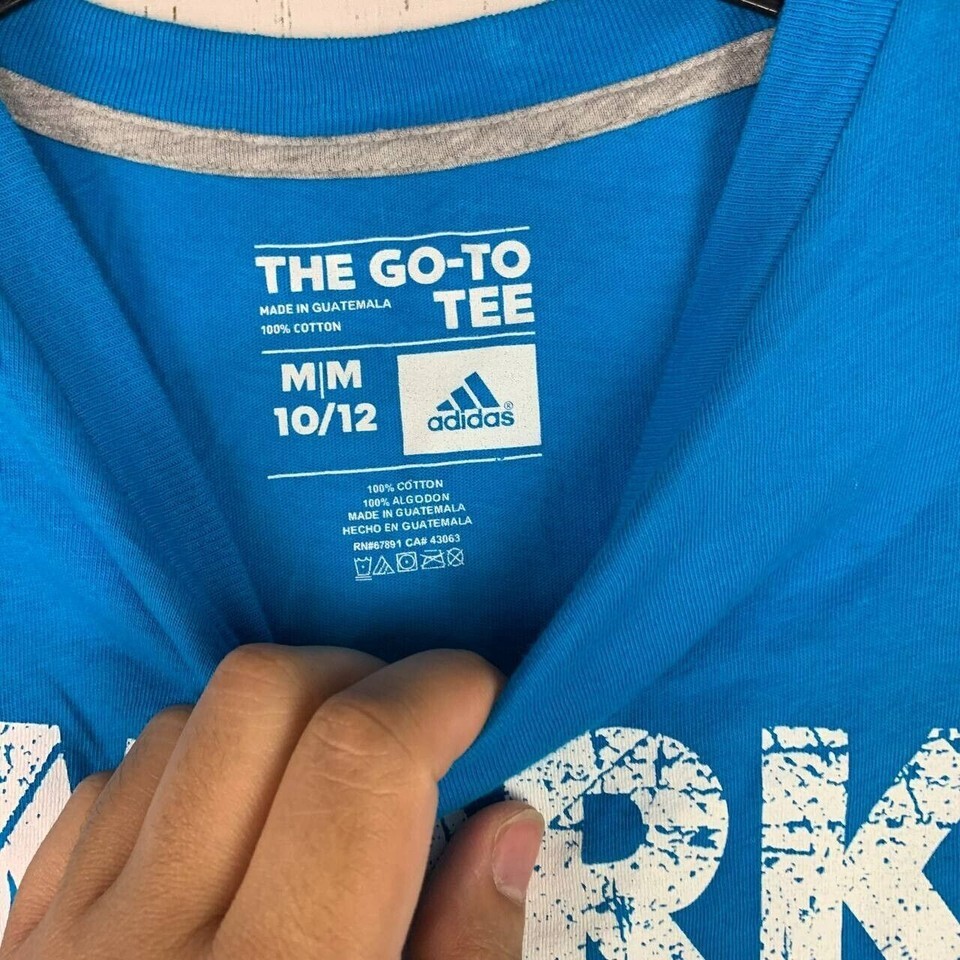 THE GO-TO
TEE
MADE IN GUATEMALA
100% COTTON
M|M
10/12
adidas®
100% COTTON
100% ALGODON
MADE IN GUATEMALA
HECHO EN GUATEMALA
RN#67891 CA# 43063
RK